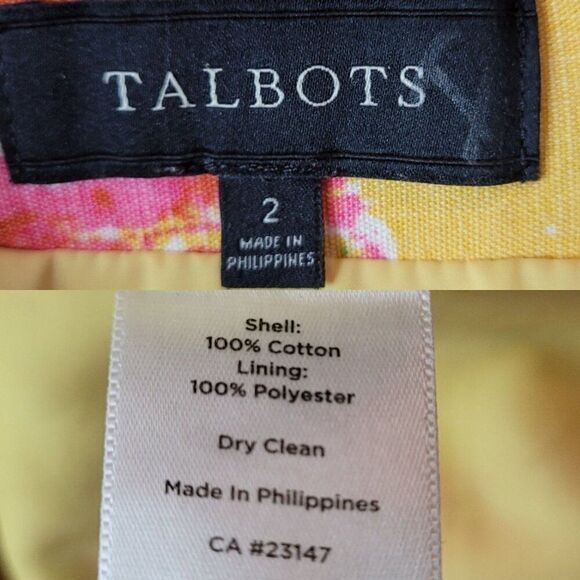 TALBOTS
2
MADE IN
PHILIPPINES
Shell:
100% Cotton
Lining:
100% Polyester
Dry Clean
Made In Philippines
CA #23147